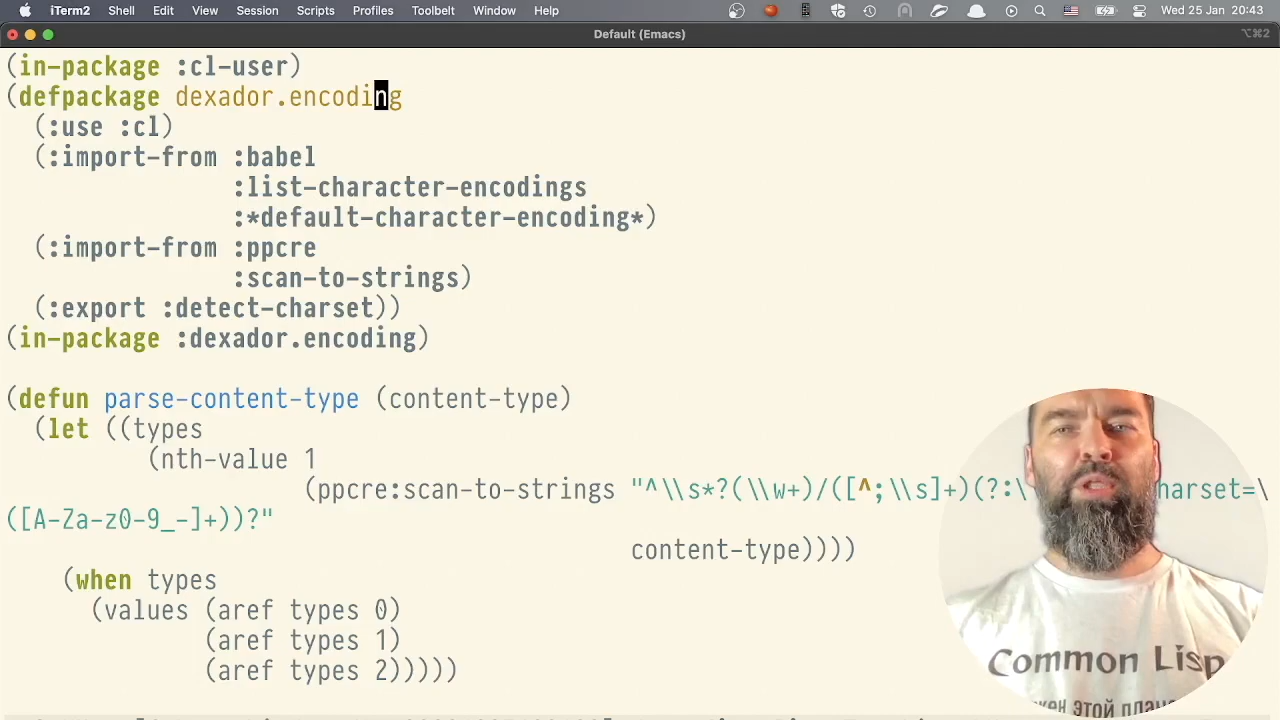 iTerm2 Shell Edit View Session Scripts Profiles Toolbelt Window Help Wed 25 Jan 20:43
Default (Emacs) ⌥⌘2
(in-package :cl-user)
(defpackage dexador.encoding
(:use :cl)
(:import-from :babel
:list-character-encodings
:*default-character-encoding*)
(:import-from :ppcre
:scan-to-strings)
(:export :detect-charset))
(in-package :dexador.encoding)
(defun parse-content-type (content-type)
(let ((types
(nth-value 1
(ppcre:scan-to-strings "^\\s*?(\\w+)/([^;\\s]+)(?:\ harset=\
([A-Za-z0-9_-]+))?"
content-type))))
(when types
(values (aref types 0)
(aref types 1)
(aref types 2)))))
Common Lisp
этой